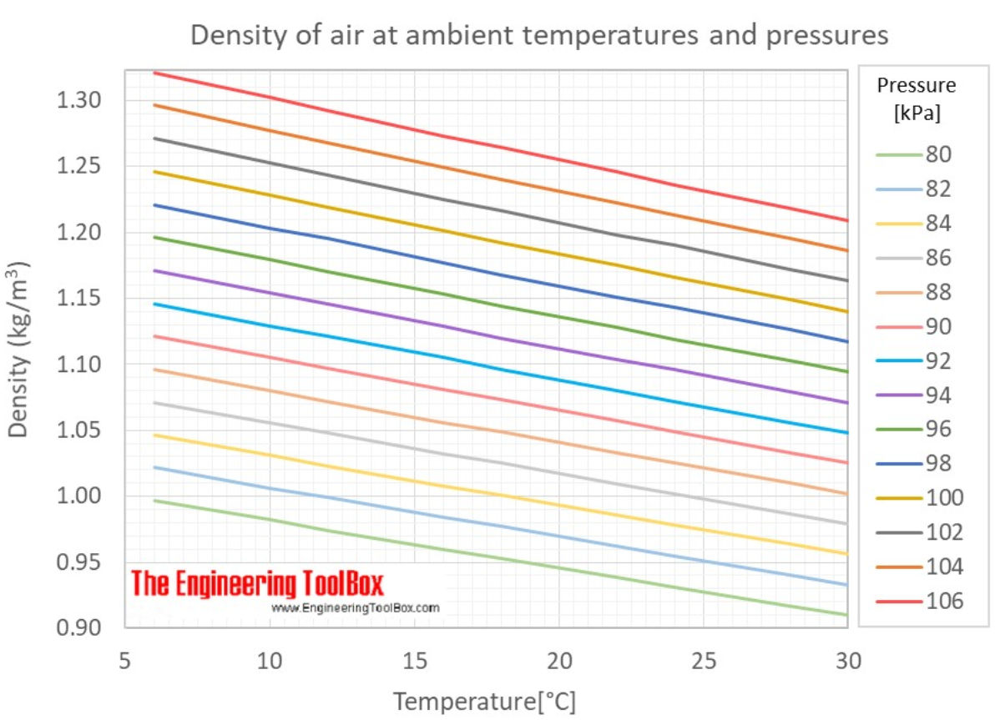 Density of air at ambient temperatures and pressures
Density (kg/m³)
1.30
1.25
1.20
1.15
1.10
1.05
1.00
0.95
0.90
The Engineering ToolBox
www.EngineeringToolBox.com
5 10 15 20 25 30
Temperature[°C]
Pressure
[kPa]
80
82
84
86
88
90
92
94
96
98
100
102
104
106